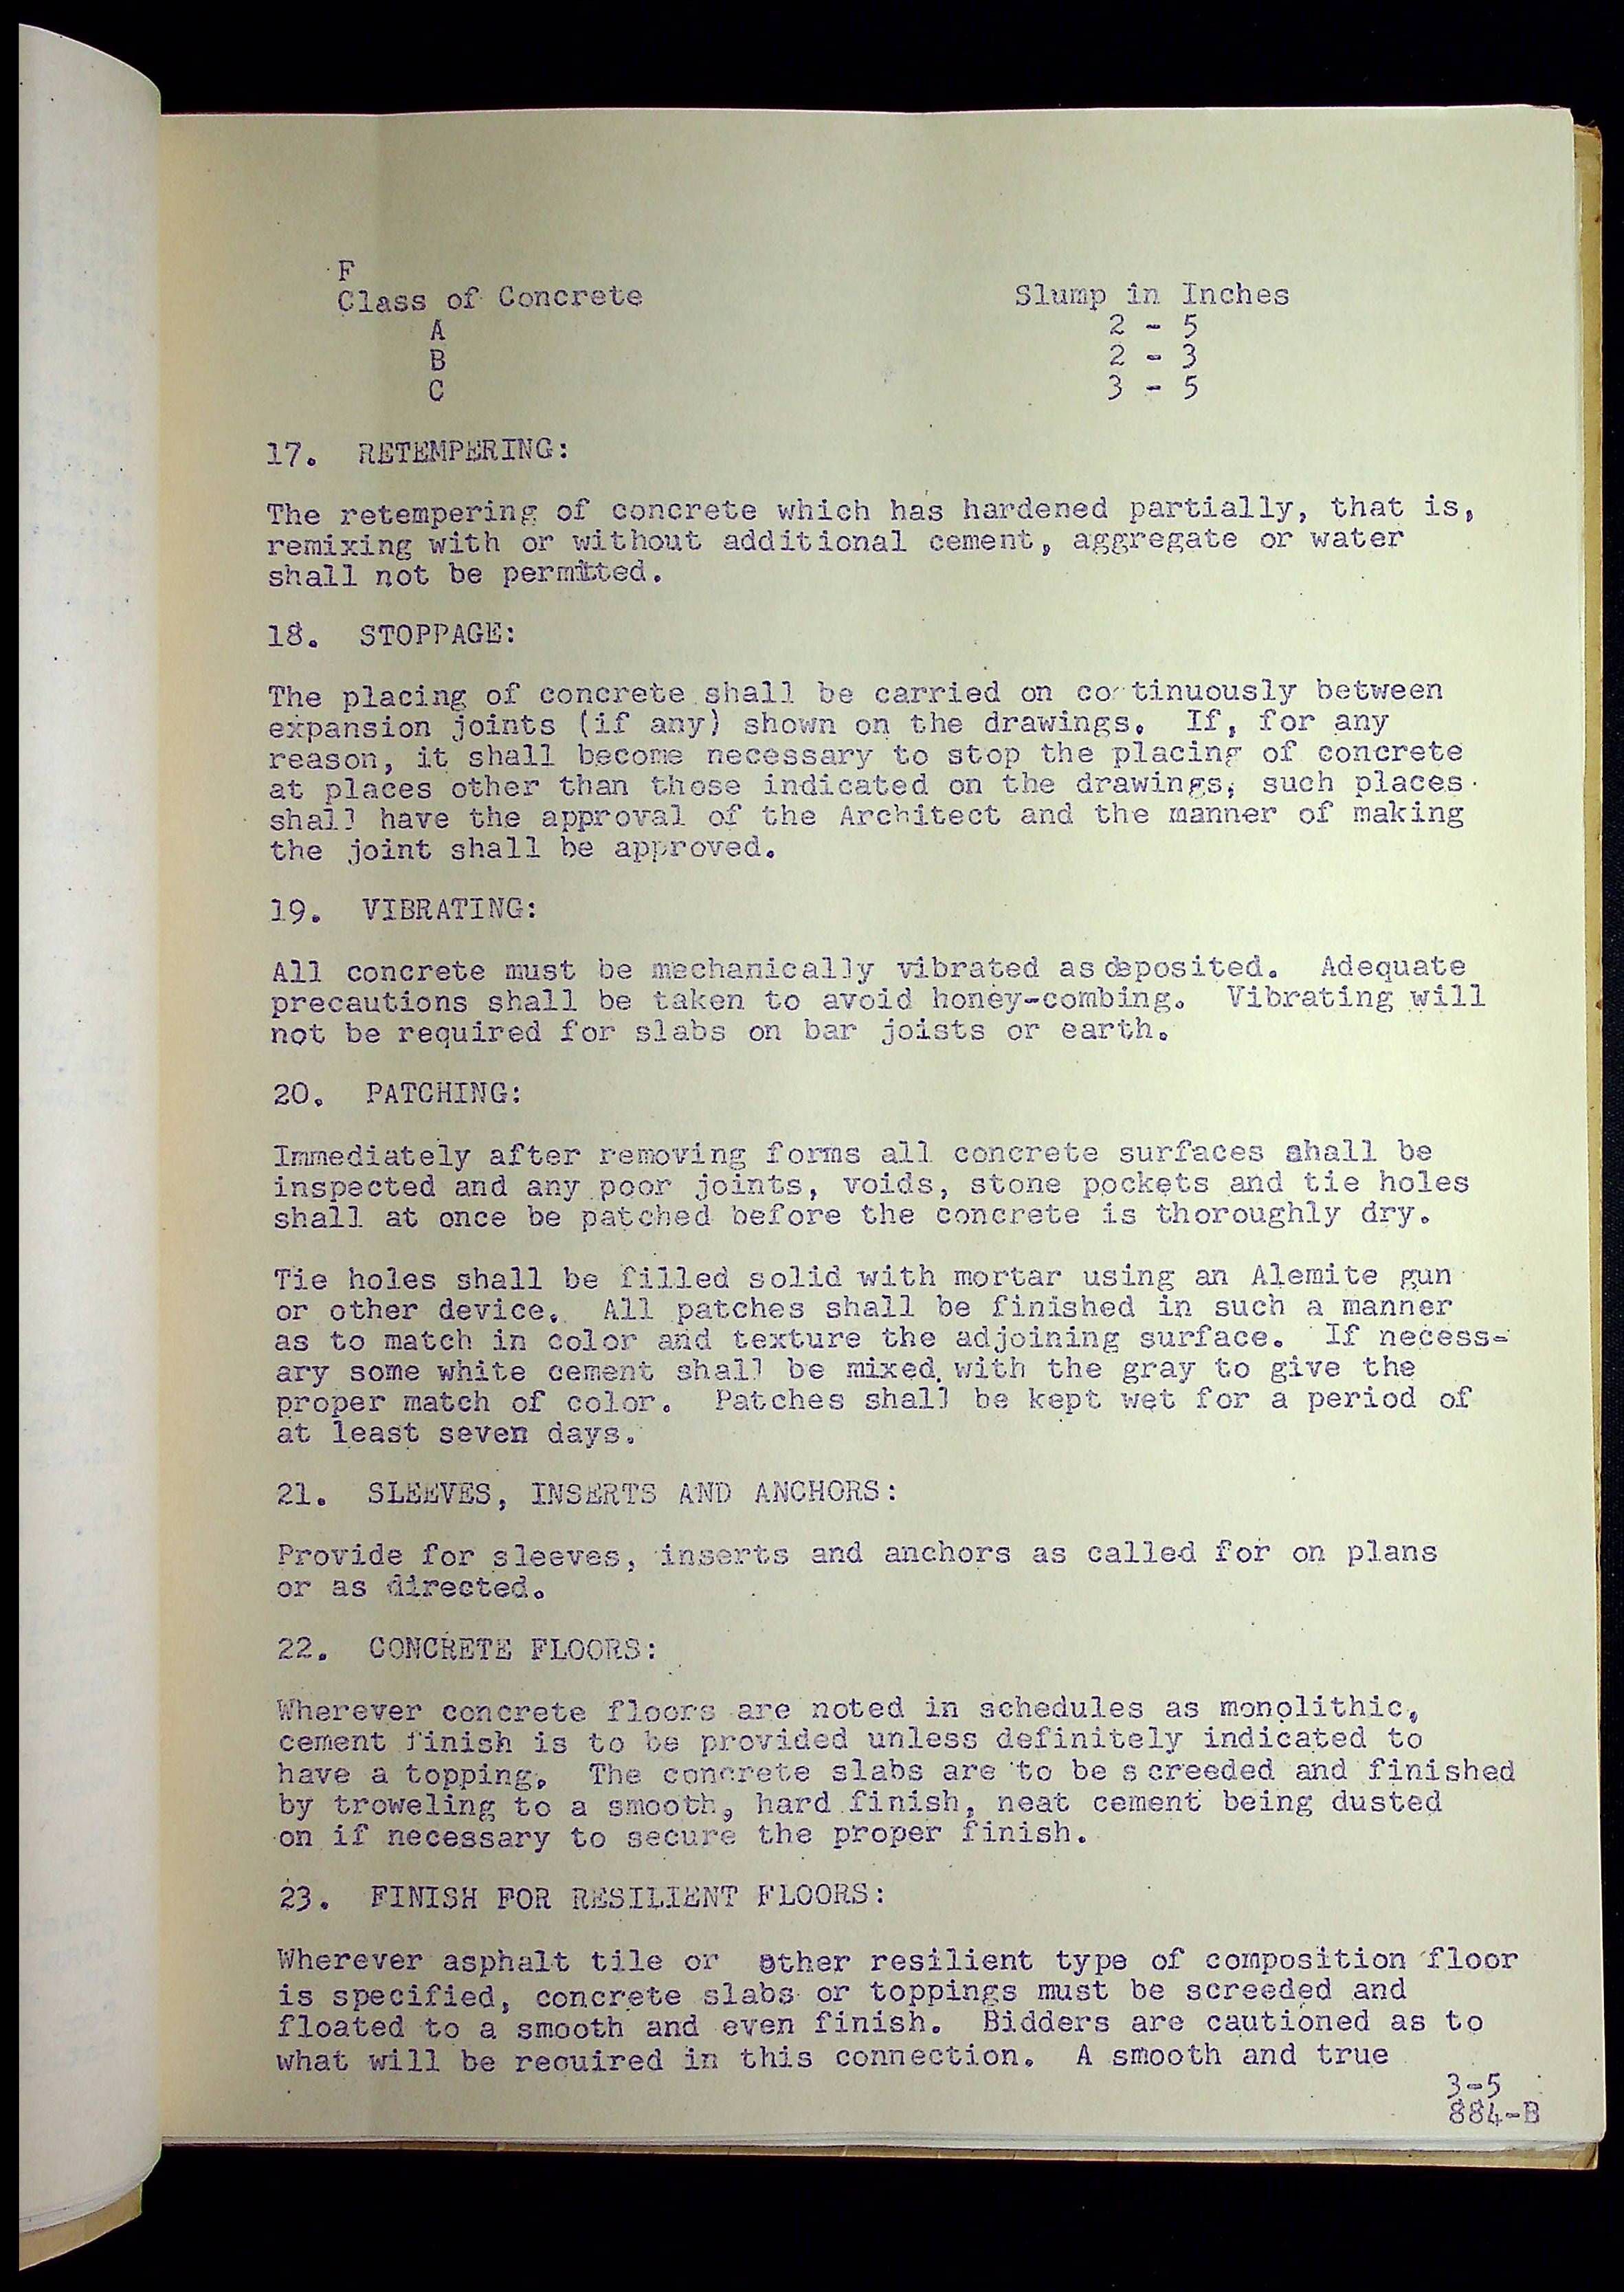 F
Class of Concrete Slump in Inches
A 2 - 5
B 2 - 3
C 3 - 5
17. RETEMPERING:
The retempering of concrete which has hardened partially, that is,
remixing with or without additional cement, aggregate or water
shall not be permitted.
18. STOPPAGE:
The placing of concrete shall be carried on continuously between
expansion joints (if any) shown on the drawings. If, for any
reason, it shall become necessary to stop the placing of concrete
at places other than those indicated on the drawings, such places
shall have the approval of the Architect and the manner of making
the joint shall be approved.
19. VIBRATING:
All concrete must be mechanically vibrated as deposited. Adequate
precautions shall be taken to avoid honey-combing. Vibrating will
not be required for slabs on bar joists or earth.
20. PATCHING:
Immediately after removing forms all concrete surfaces shall be
inspected and any poor joints, voids, stone pockets and tie holes
shall at once be patched before the concrete is thoroughly dry.
Tie holes shall be filled solid with mortar using an Alemite gun
or other device. All patches shall be finished in such a manner
as to match in color and texture the adjoining surface. If necess-
ary some white cement shall be mixed with the gray to give the
proper match of color. Patches shall be kept wet for a period of
at least seven days.
21. SLEEVES, INSERTS AND ANCHORS:
Provide for sleeves, inserts and anchors as called for on plans
or as directed.
22. CONCRETE FLOORS:
Wherever concrete floors are noted in schedules as monolithic,
cement finish is to be provided unless definitely indicated to
have a topping. The concrete slabs are to be screeded and finished
by troweling to a smooth, hard finish, neat cement being dusted
on if necessary to secure the proper finish.
23. FINISH FOR RESILIENT FLOORS:
Wherever asphalt tile or other resilient type of composition floor
is specified, concrete slabs or toppings must be screeded and
floated to a smooth and even finish. Bidders are cautioned as to
what will be required in this connection. A smooth and true
3-5
884-B